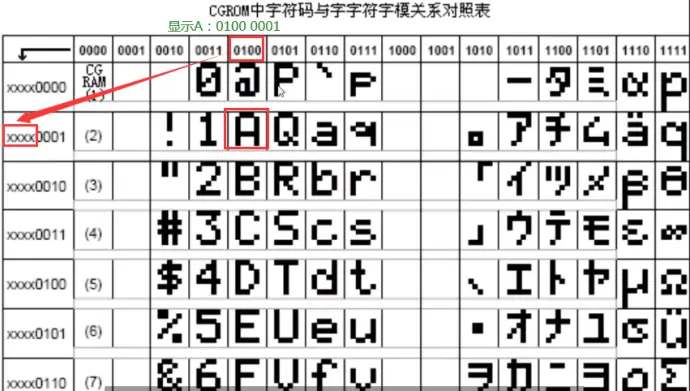 CGROM中字符码与字字符字模关系对照表
显示A：0100 0001
0000 0001 0010 0011 0100 0101 0110 0111 1000 1001 1010 1011 1100 1101 1110 1111
xxxx0000 CG RAM (1) 0 @ P ` p ー タ ミ α p
xxxx0001 (2) ! 1 A Q a q 。 ア チ ム ä q
xxxx0010 (3) " 2 B R b r 「 イ ツ メ β θ
xxxx0011 (4) # 3 C S c s 」 ウ テ モ ε ∞
xxxx0100 (5) $ 4 D T d t 、 エ ト ヤ μ Ω
xxxx0101 (6) % 5 E U e u ・ オ ナ ユ σ ü
xxxx0110 (7) & 6 F V f v ヲ カ ニ ヨ Σ